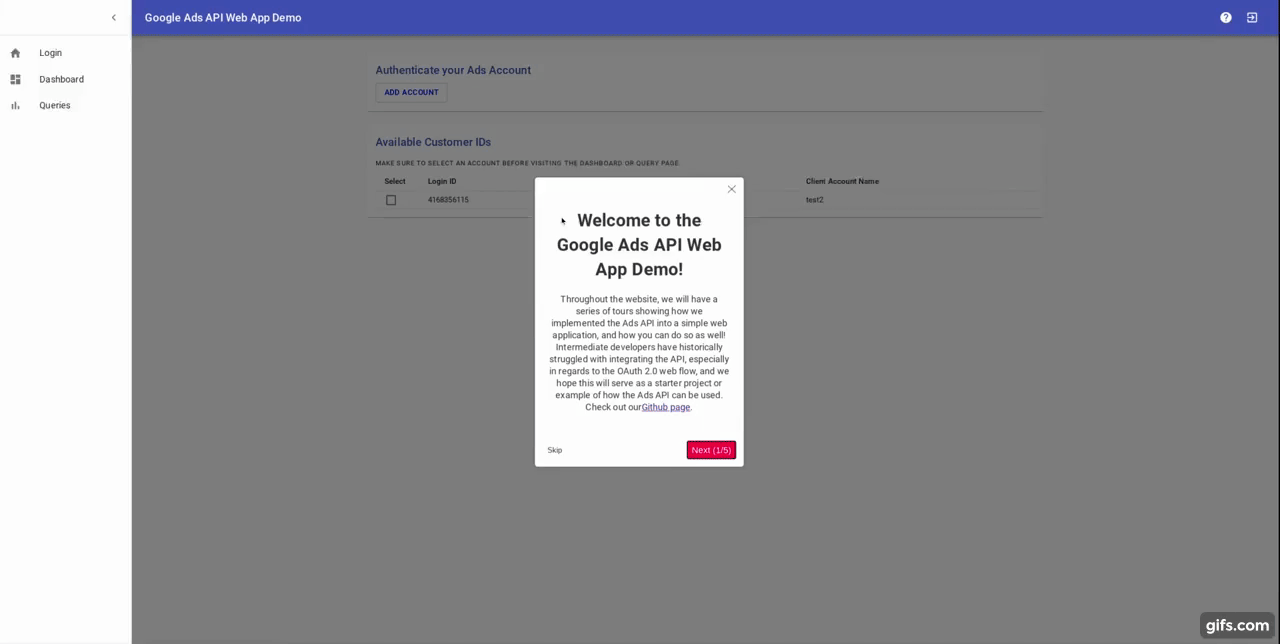 Google Ads API Web App Demo
Login
Dashboard
Queries
Authenticate your Ads Account
ADD ACCOUNT
Available Customer IDs
MAKE SURE TO SELECT AN ACCOUNT BEFORE VISITING THE DASHBOARD OR QUERY PAGE.
Select Login ID Client Account Name
4168356115 test2
Welcome to the
Google Ads API Web
App Demo!
Throughout the website, we will have a
series of tours showing how we
implemented the Ads API into a simple web
application, and how you can do so as well!
Intermediate developers have historically
struggled with integrating the API, especially
in regards to the OAuth 2.0 web flow, and we
hope this will serve as a starter project or
example of how the Ads API can be used.
Check out ourGithub page.
Skip
Next (1/5)
gifs.com